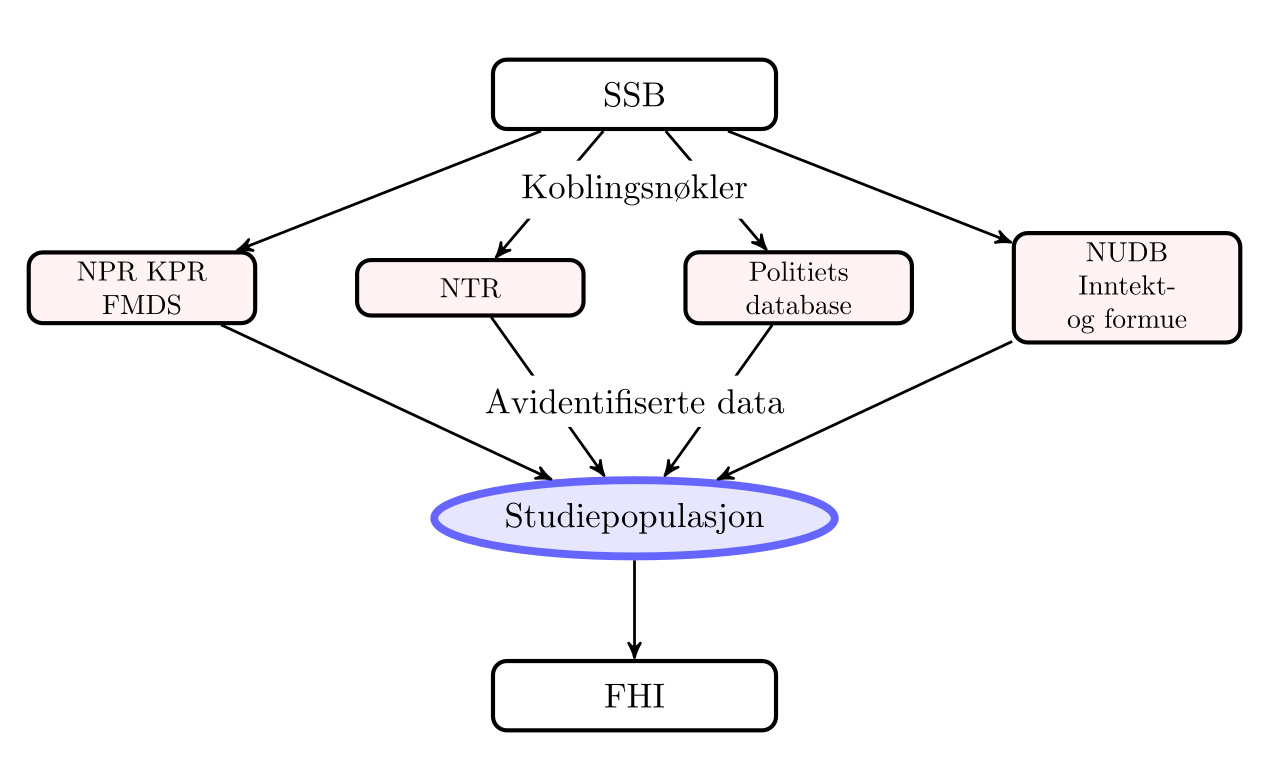 SSB
Koblingsnøkler
NPR KPR
FMDS
NTR
Politiets
database
NUDB
Inntekt-
og formue
Avidentifiserte data
Studiepopulasjon
FHI